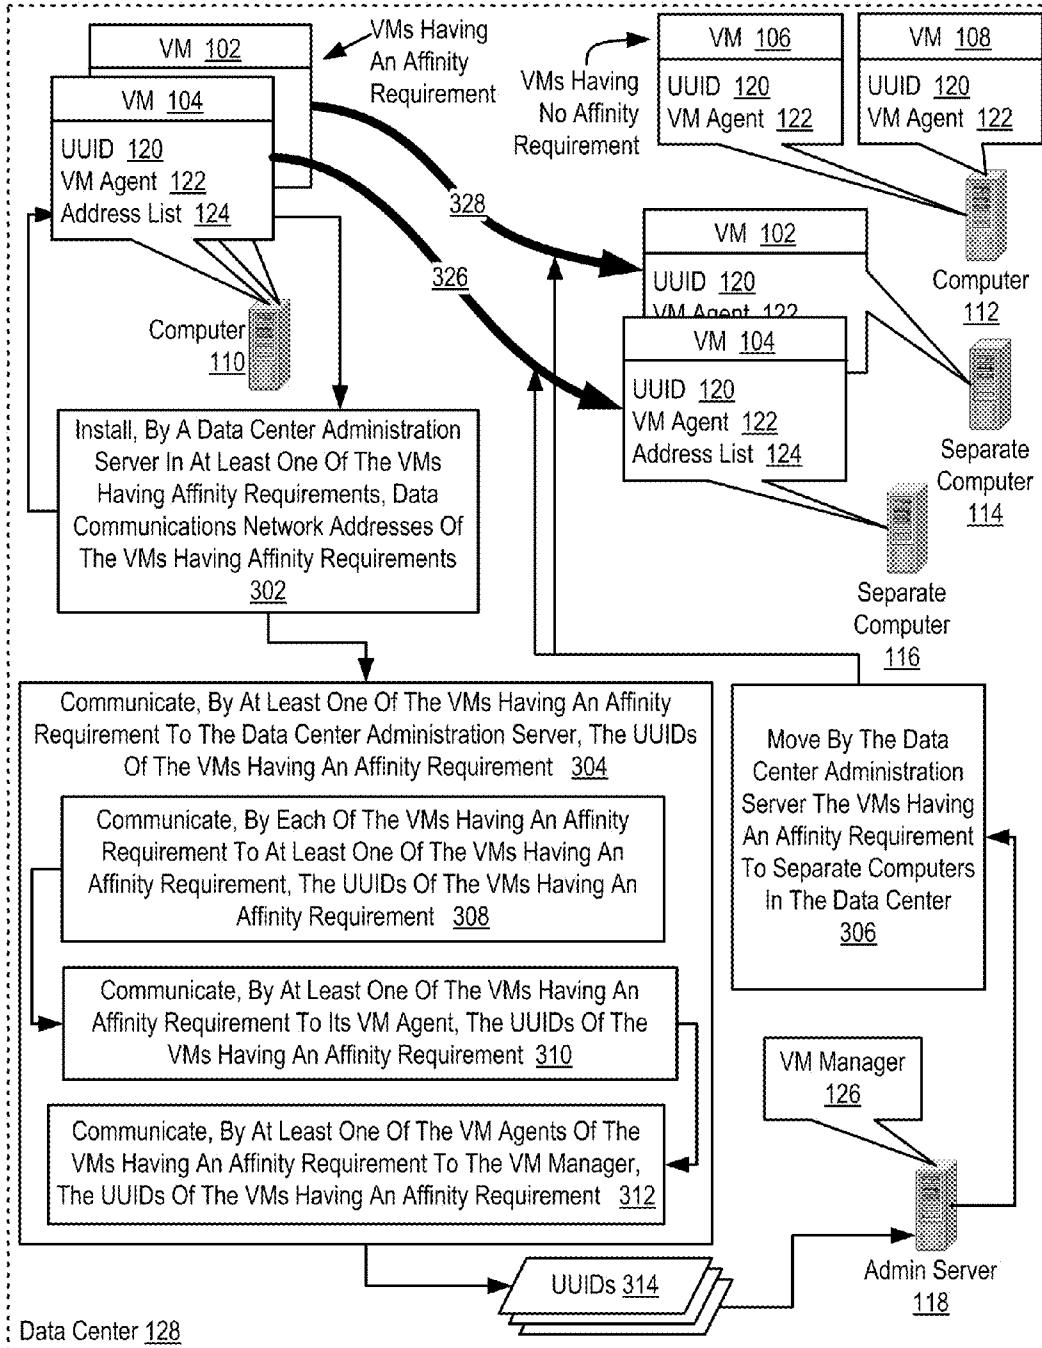 VM 102
VM 104
UUID 120
VM Agent 122
Address List 124
VMs Having
An Affinity
Requirement
VMs Having
No Affinity
Requirement
VM 106
UUID 120
VM Agent 122
VM 108
UUID 120
VM Agent 122
Computer
112
Computer
110
328
326
VM 102
UUID 120
VM Agent 122
VM 104
UUID 120
VM Agent 122
Address List 124
Separate
Computer
114
Separate
Computer
116
Install, By A Data Center Administration
Server In At Least One Of The VMs
Having Affinity Requirements, Data
Communications Network Addresses Of
The VMs Having Affinity Requirements
302
Communicate, By At Least One Of The VMs Having An Affinity
Requirement To The Data Center Administration Server, The UUIDs
Of The VMs Having An Affinity Requirement 304
Communicate, By Each Of The VMs Having An Affinity
Requirement To At Least One Of The VMs Having An
Affinity Requirement, The UUIDs Of The VMs Having An
Affinity Requirement 308
Communicate, By At Least One Of The VMs Having An
Affinity Requirement To Its VM Agent, The UUIDs Of The
VMs Having An Affinity Requirement 310
Communicate, By At Least One Of The VM Agents Of The
VMs Having An Affinity Requirement To The VM Manager,
The UUIDs Of The VMs Having An Affinity Requirement 312
Move By The Data
Center Administration
Server The VMs Having
An Affinity Requirement
To Separate Computers
In The Data Center
306
VM Manager
126
Admin Server
118
UUIDs 314
Data Center 128